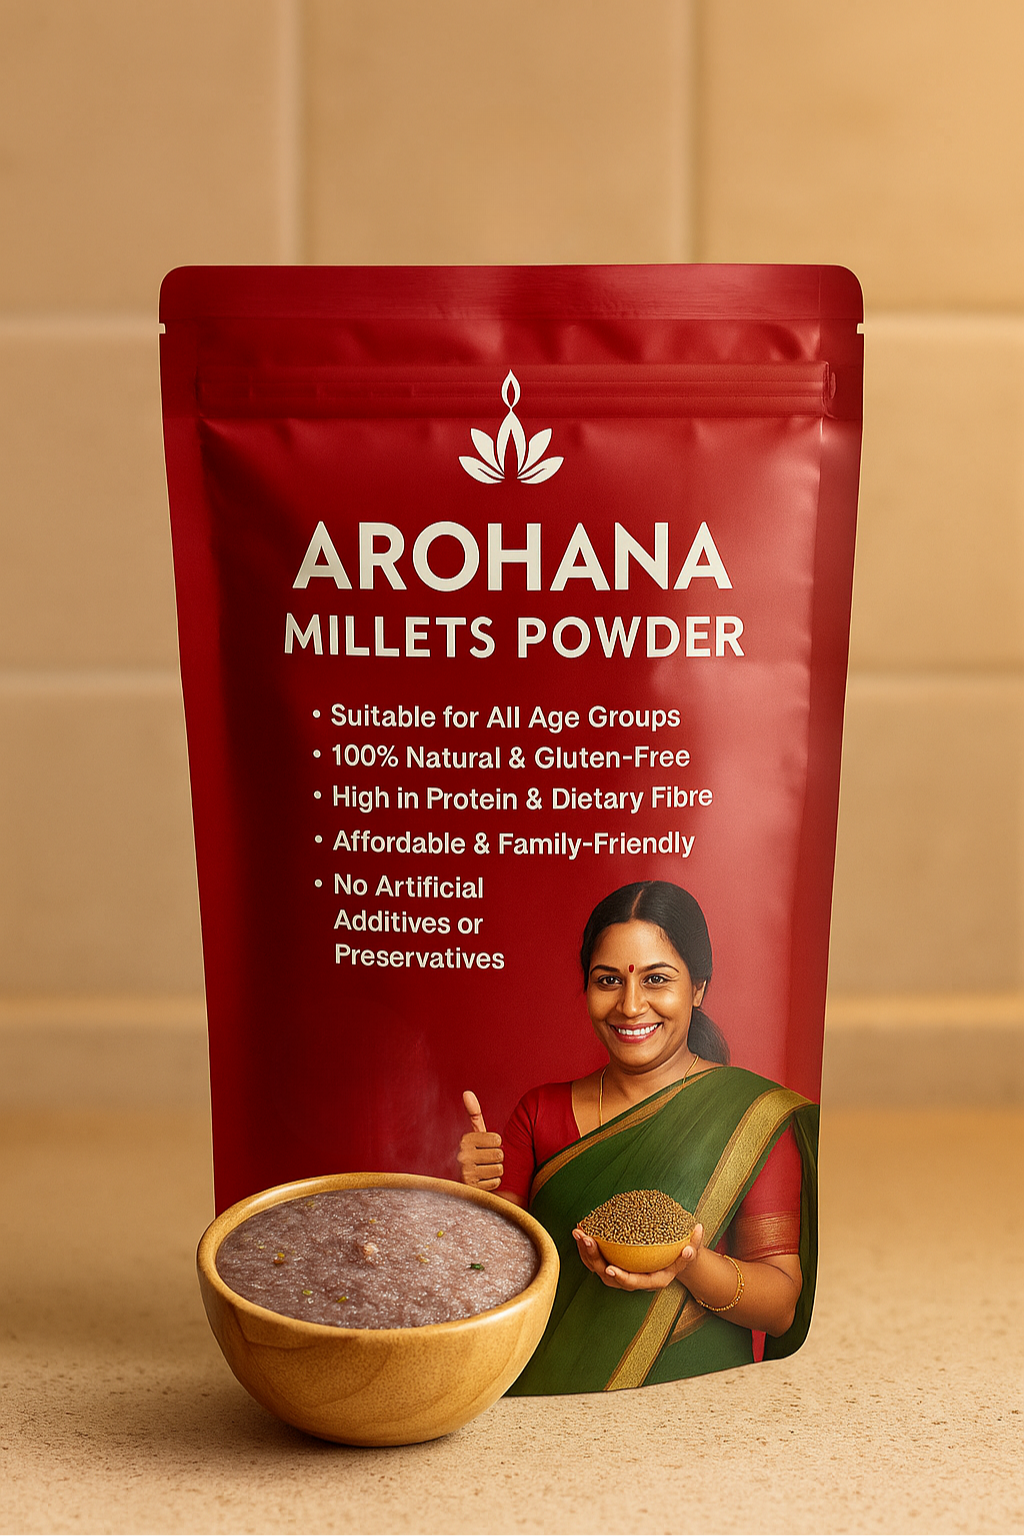 AROHANA
MILLETS POWDER
• Suitable for All Age Groups
• 100% Natural & Gluten-Free
• High in Protein & Dietary Fibre
• Affordable & Family-Friendly
• No Artificial
Additives or
Preservatives